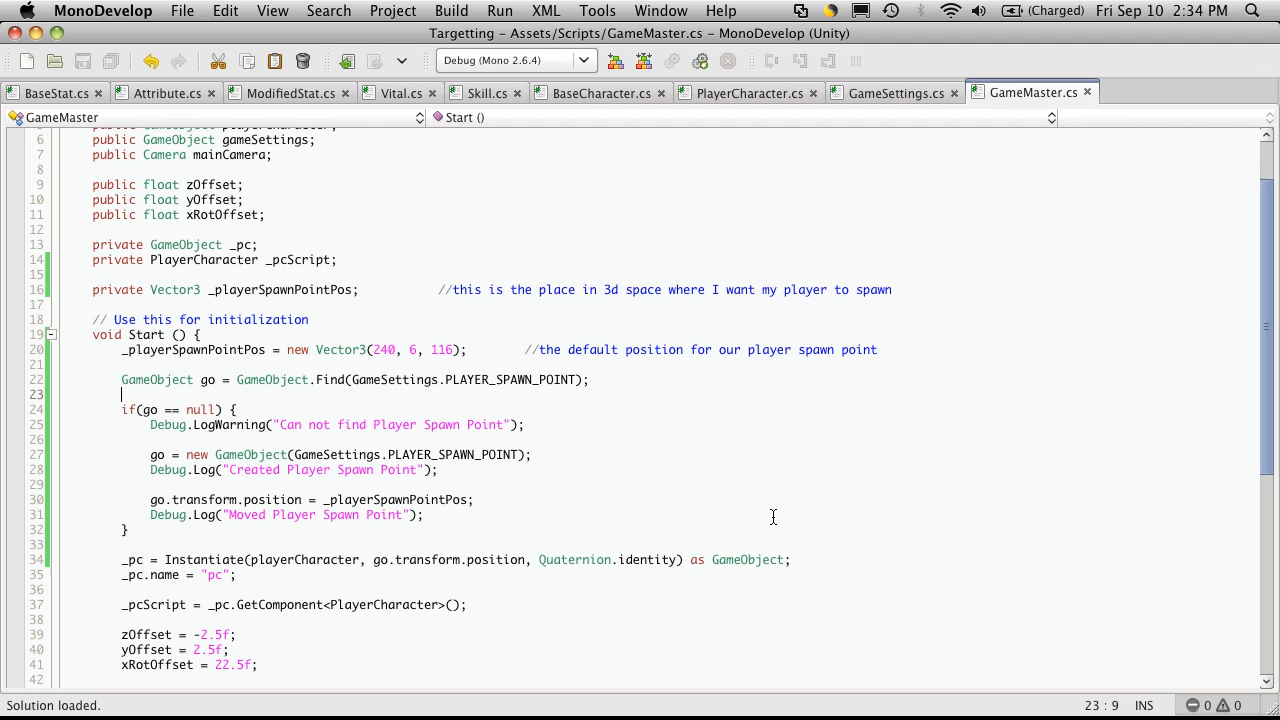 MonoDevelop File Edit View Search Project Build Run XML Tools Window Help (Charged) Fri Sep 10 2:34 PM
Targetting – Assets/Scripts/GameMaster.cs – MonoDevelop (Unity)
Debug (Mono 2.6.4)
BaseStat.cs Attribute.cs ModifiedStat.cs Vital.cs Skill.cs BaseCharacter.cs PlayerCharacter.cs GameSettings.cs GameMaster.cs
GameMaster Start ()
6 public GameObject gameSettings;
7 public Camera mainCamera;
8
9 public float zOffset;
10 public float yOffset;
11 public float xRotOffset;
12
13 private GameObject _pc;
14 private PlayerCharacter _pcScript;
15
16 private Vector3 _playerSpawnPointPos; //this is the place in 3d space where I want my player to spawn
17
18 // Use this for initialization
19 void Start () {
20 _playerSpawnPointPos = new Vector3(240, 6, 116); //the default position for our player spawn point
21
22 GameObject go = GameObject.Find(GameSettings.PLAYER_SPAWN_POINT);
23
24 if(go == null) {
25 Debug.LogWarning("Can not find Player Spawn Point");
26
27 go = new GameObject(GameSettings.PLAYER_SPAWN_POINT);
28 Debug.Log("Created Player Spawn Point");
29
30 go.transform.position = _playerSpawnPointPos;
31 Debug.Log("Moved Player Spawn Point");
32 }
33
34 _pc = Instantiate(playerCharacter, go.transform.position, Quaternion.identity) as GameObject;
35 _pc.name = "pc";
36
37 _pcScript = _pc.GetComponent<PlayerCharacter>();
38
39 zOffset = -2.5f;
40 yOffset = 2.5f;
41 xRotOffset = 22.5f;
42
Solution loaded. 23 : 9 INS 0 0